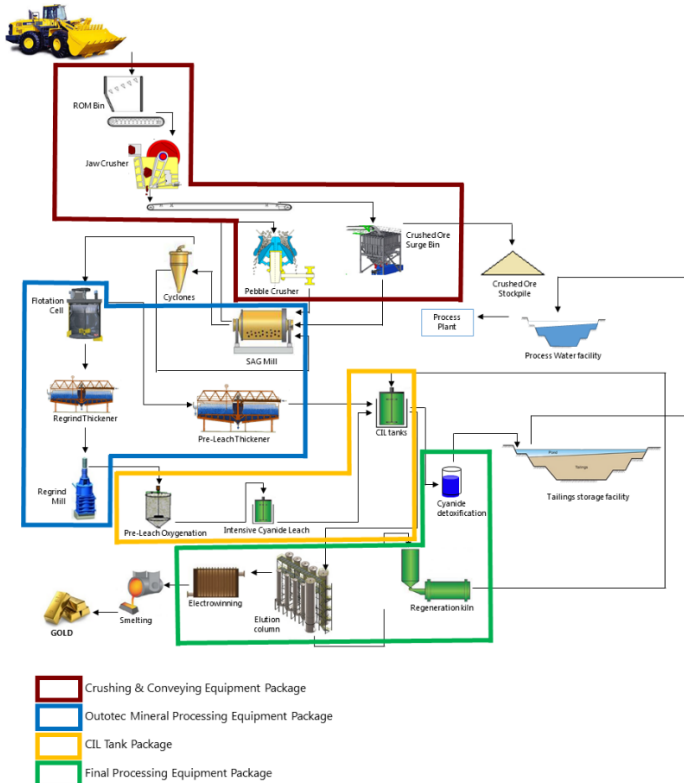 ROM Bin
Jaw Crusher
Crushed Ore
Surge Bin
Pebble Crusher
Cyclones
Crushed Ore
Stockpile
Flotation
Cell
Process
Plant
Process Water facility
SAG Mill
Regrind Thickener
Pre-Leach Thickener
CIL tanks
Pond
Tailings
Tailings storage facility
Regrind
Mill
Cyanide
detoxification
Pre-Leach Oxygenation
Intensive Cyanide Leach
Electrowinning
Regeneration kiln
Smelting
Elution
column
GOLD
Crushing & Conveying Equipment Package
Outotec Mineral Processing Equipment Package
CIL Tank Package
Final Processing Equipment Package